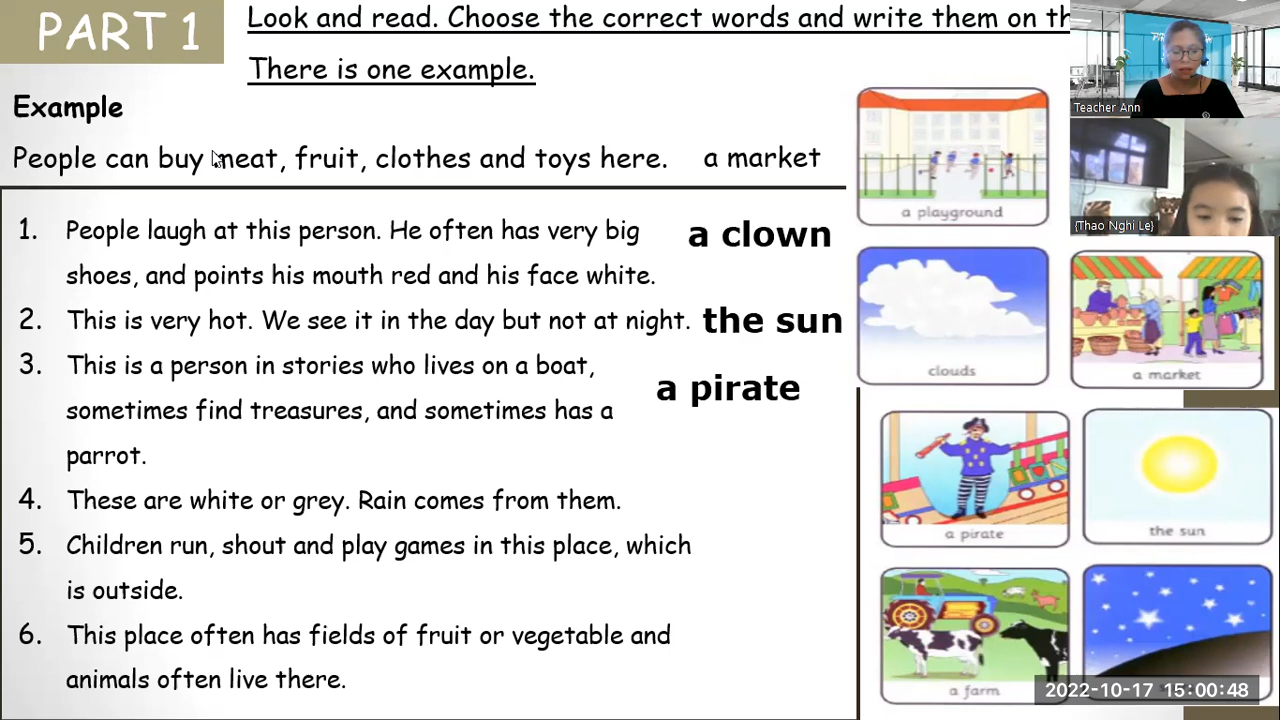 PART 1
Look and read. Choose the correct words and write them on th
There is one example.
Example
People can buy meat, fruit, clothes and toys here. a market
1. People laugh at this person. He often has very big
shoes, and points his mouth red and his face white.
a clown
2. This is very hot. We see it in the day but not at night. the sun
3. This is a person in stories who lives on a boat,
sometimes find treasures, and sometimes has a
parrot.
a pirate
4. These are white or grey. Rain comes from them.
5. Children run, shout and play games in this place, which
is outside.
6. This place often has fields of fruit or vegetable and
animals often live there.
a playground
clouds
a market
a pirate
the sun
a farm
Teacher Ann
{Thao Nghi Le}
2022-10-17 15:00:48